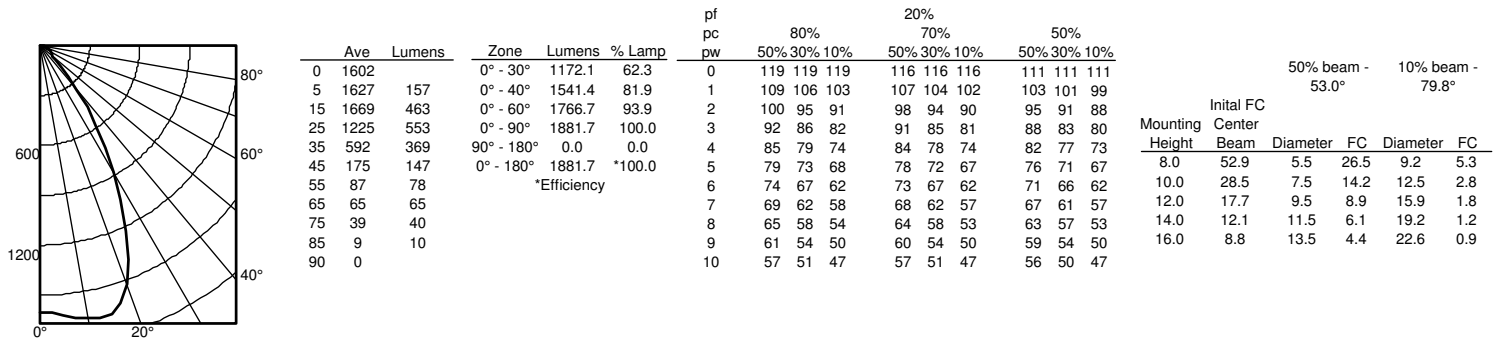 80°
60°
40°
20°
0°
600
1200
Ave Lumens
0 1602
5 1627 157
15 1669 463
25 1225 553
35 592 369
45 175 147
55 87 78
65 65 65
75 39 40
85 9 10
90 0
Zone Lumens % Lamp
0° - 30° 1172.1 62.3
0° - 40° 1541.4 81.9
0° - 60° 1766.7 93.9
0° - 90° 1881.7 100.0
90° - 180° 0.0 0.0
0° - 180° 1881.7 *100.0
*Efficiency
pf 20%
pc 80% 70% 50%
pw 50% 30% 10% 50% 30% 10% 50% 30% 10%
0 119 119 119 116 116 116 111 111 111
1 109 106 103 107 104 102 103 101 99
2 100 95 91 98 94 90 95 91 88
3 92 86 82 91 85 81 88 83 80
4 85 79 74 84 78 74 82 77 73
5 79 73 68 78 72 67 76 71 67
6 74 67 62 73 67 62 71 66 62
7 69 62 58 68 62 57 67 61 57
8 65 58 54 64 58 53 63 57 53
9 61 54 50 60 54 50 59 54 50
10 57 51 47 57 51 47 56 50 47
50% beam - 10% beam -
53.0° 79.8°
Inital FC
Mounting Center
Height Beam Diameter FC Diameter FC
8.0 52.9 5.5 26.5 9.2 5.3
10.0 28.5 7.5 14.2 12.5 2.8
12.0 17.7 9.5 8.9 15.9 1.8
14.0 12.1 11.5 6.1 19.2 1.2
16.0 8.8 13.5 4.4 22.6 0.9